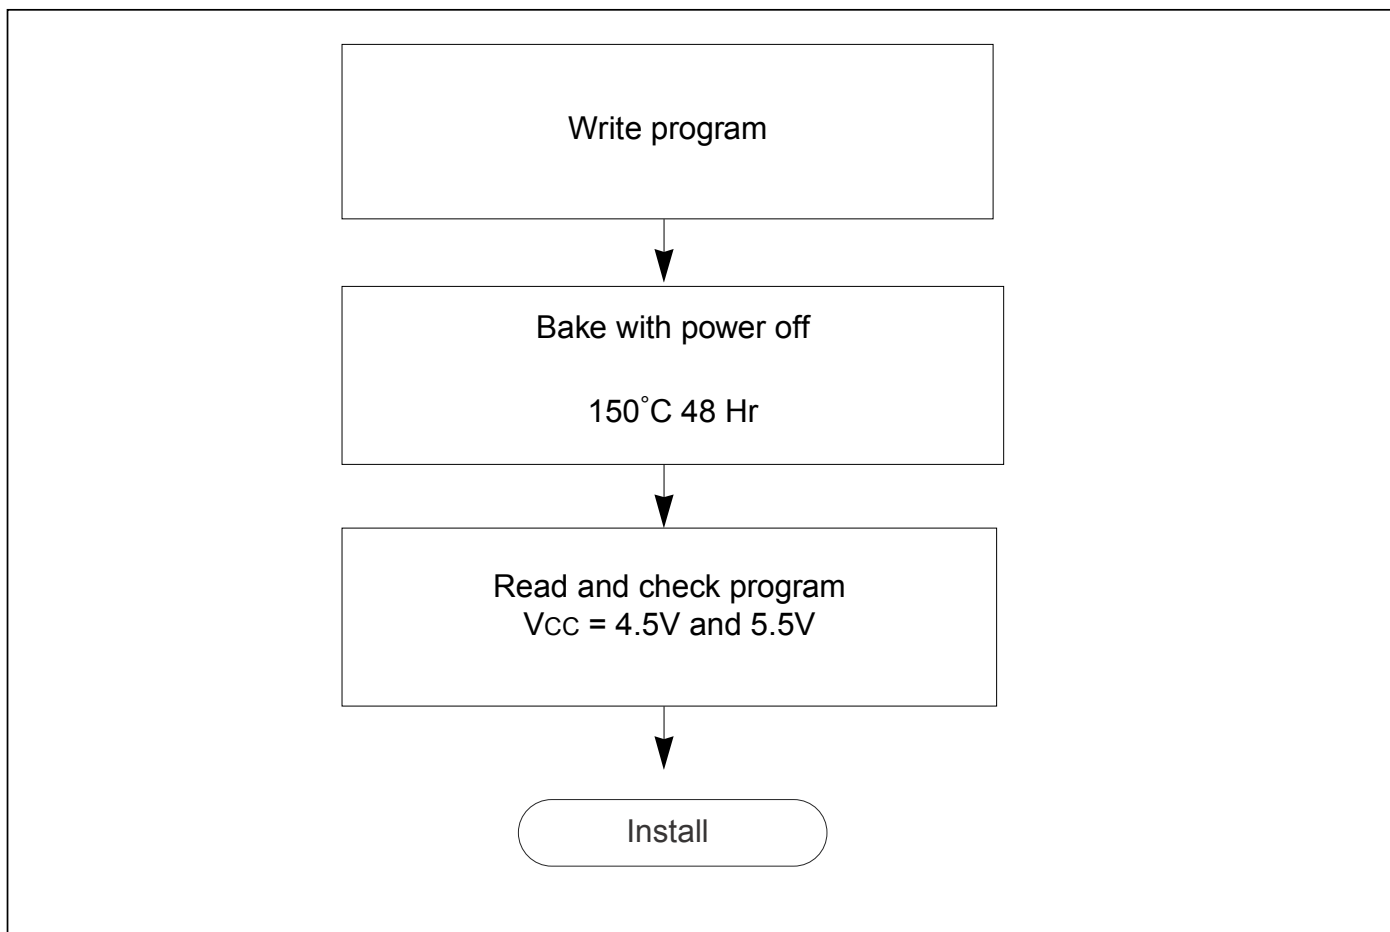 Write program
Bake with power off
150°C 48 Hr
Read and check program
VCC = 4.5V and 5.5V
Install